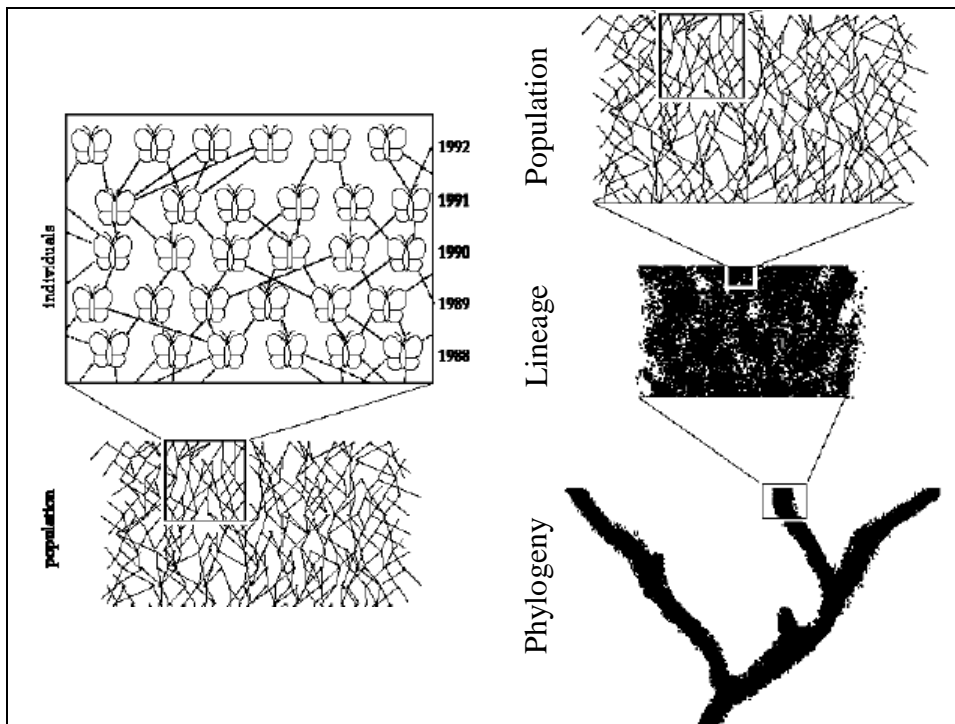 1992
1991
1990
1989
1988
individuals
population
Population
Lineage
Phylogeny